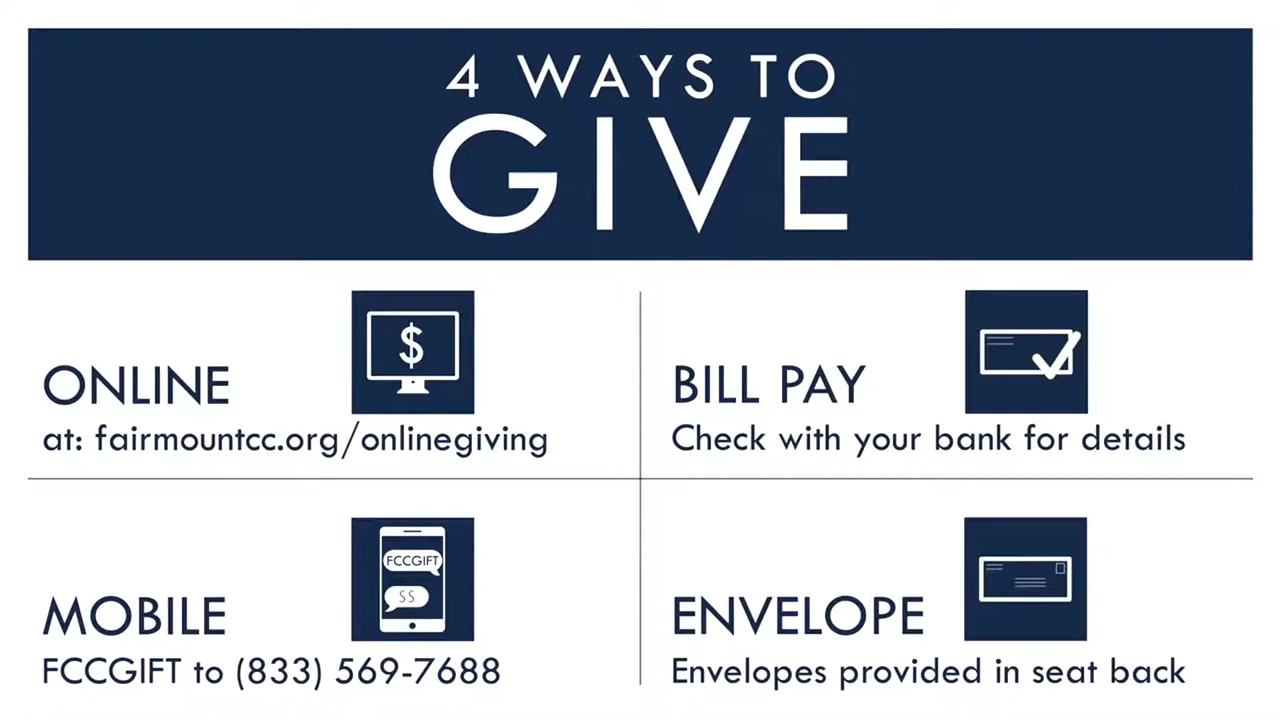 4 WAYS TO
GIVE
ONLINE
$
at: fairmountcc.org/onlinegiving
BILL PAY
Check with your bank for details
MOBILE
FCCGIFT
$$
FCCGIFT to (833) 569-7688
ENVELOPE
Envelopes provided in seat back